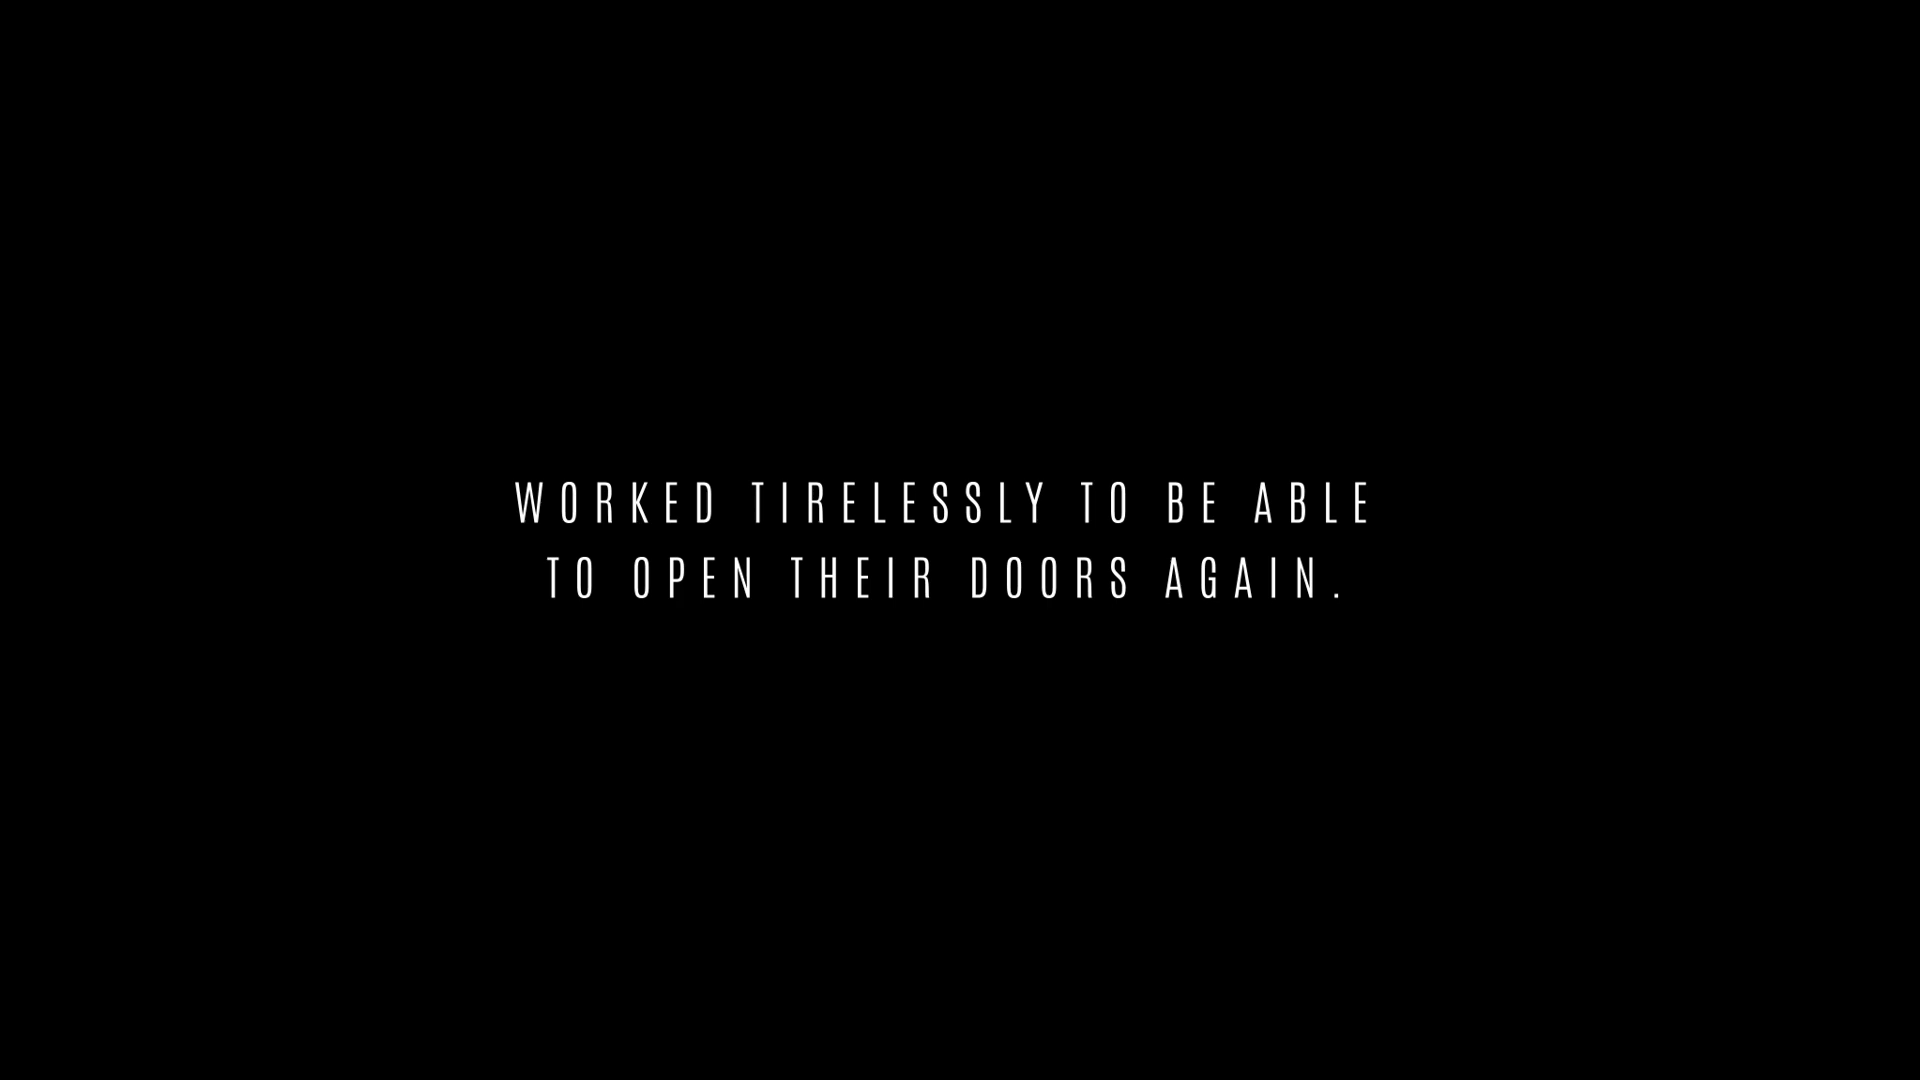 WORKED TIRELESSLY TO BE ABLE
TO OPEN THEIR DOORS AGAIN.